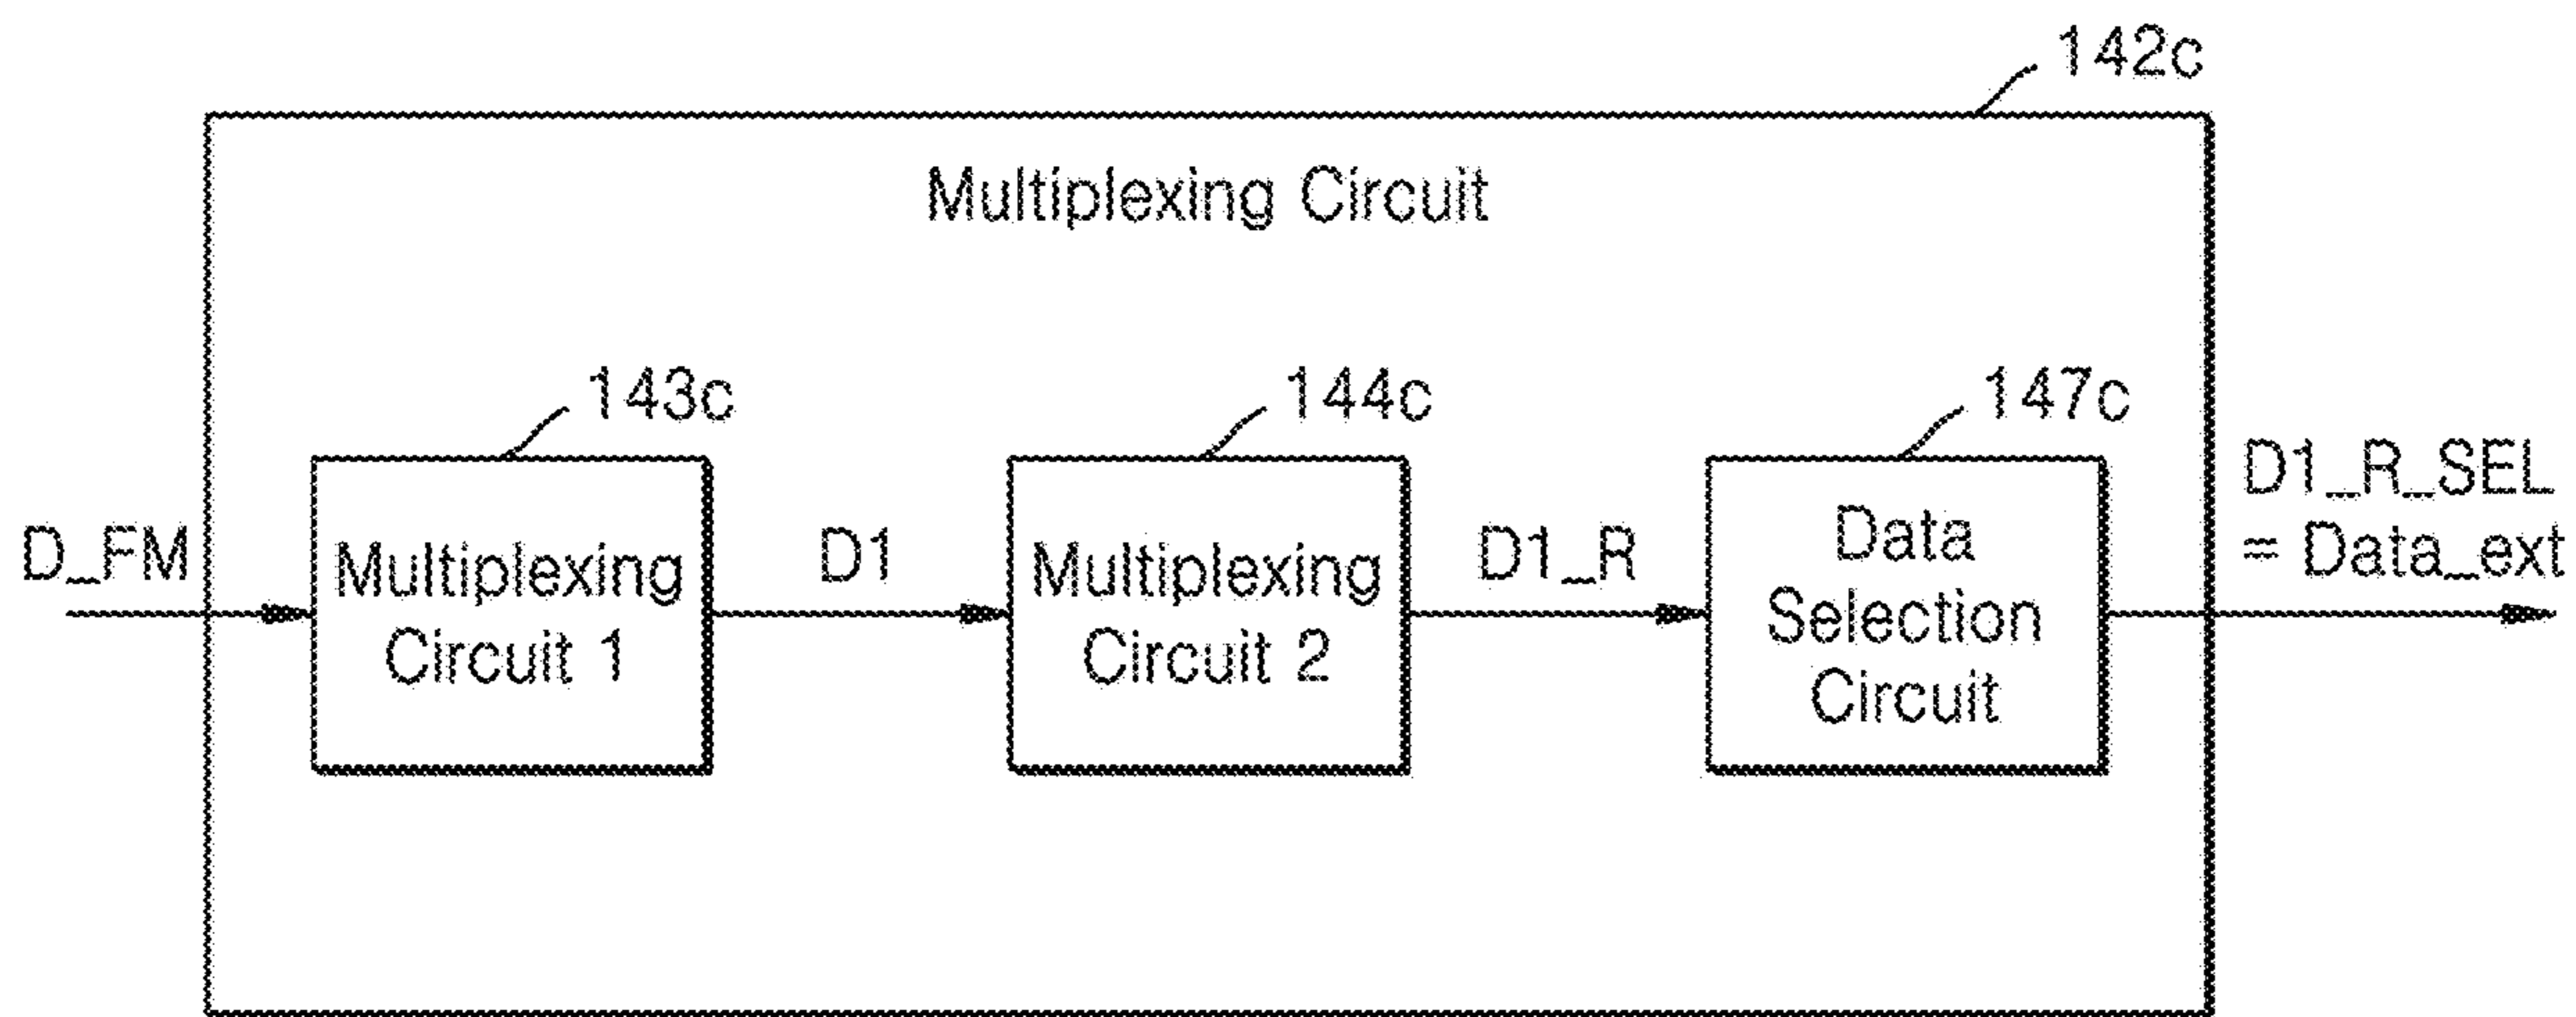 142c
Multiplexing Circuit
143c
144c
147c
D_FM
Multiplexing
Circuit 1
D1
Multiplexing
Circuit 2
D1_R
Data
Selection
Circuit
D1_R_SEL
= Data_ext